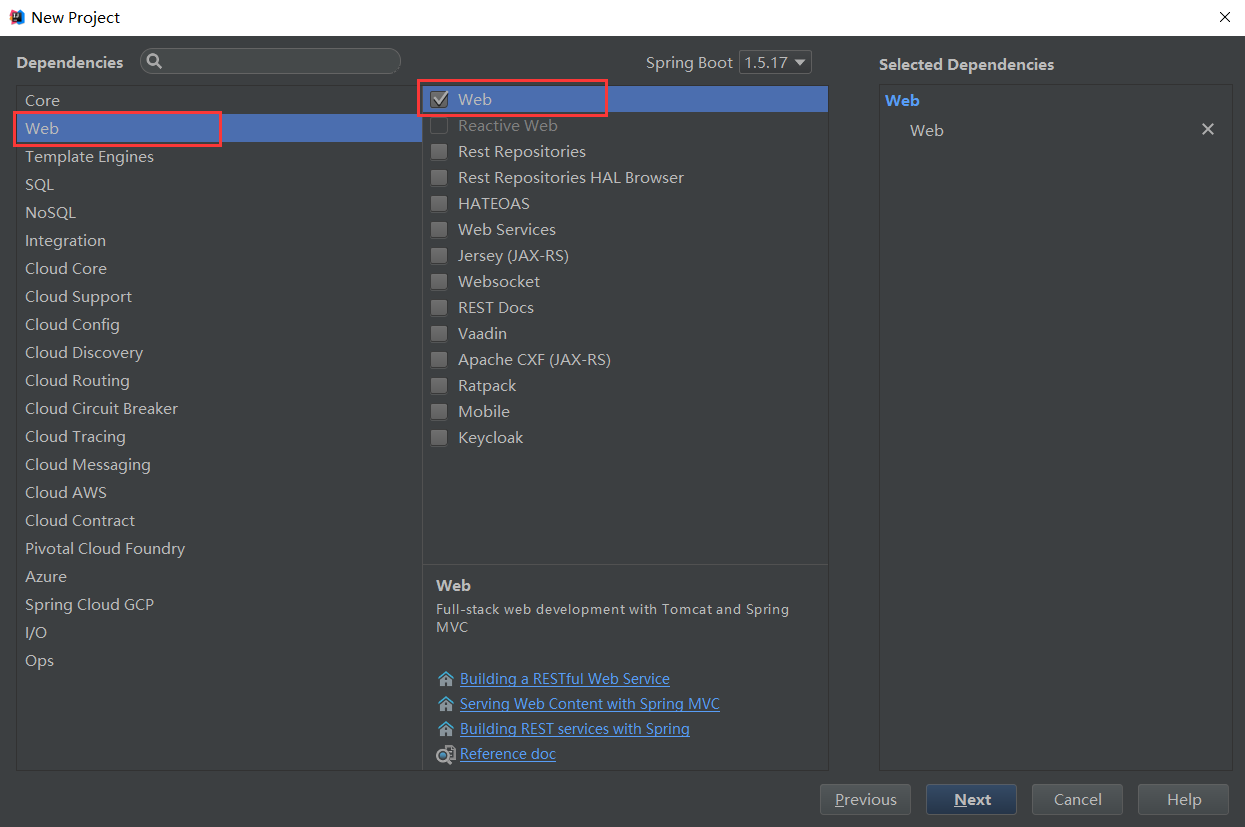 New Project
Dependencies
Spring Boot 1.5.17
Selected Dependencies
Core
Web
Template Engines
SQL
NoSQL
Integration
Cloud Core
Cloud Support
Cloud Config
Cloud Discovery
Cloud Routing
Cloud Circuit Breaker
Cloud Tracing
Cloud Messaging
Cloud AWS
Cloud Contract
Pivotal Cloud Foundry
Azure
Spring Cloud GCP
I/O
Ops
Web
Reactive Web
Rest Repositories
Rest Repositories HAL Browser
HATEOAS
Web Services
Jersey (JAX-RS)
Websocket
REST Docs
Vaadin
Apache CXF (JAX-RS)
Ratpack
Mobile
Keycloak
Web
Full-stack web development with Tomcat and Spring
MVC
Building a RESTful Web Service
Serving Web Content with Spring MVC
Building REST services with Spring
Reference doc
Web
Web
Previous
Next
Cancel
Help